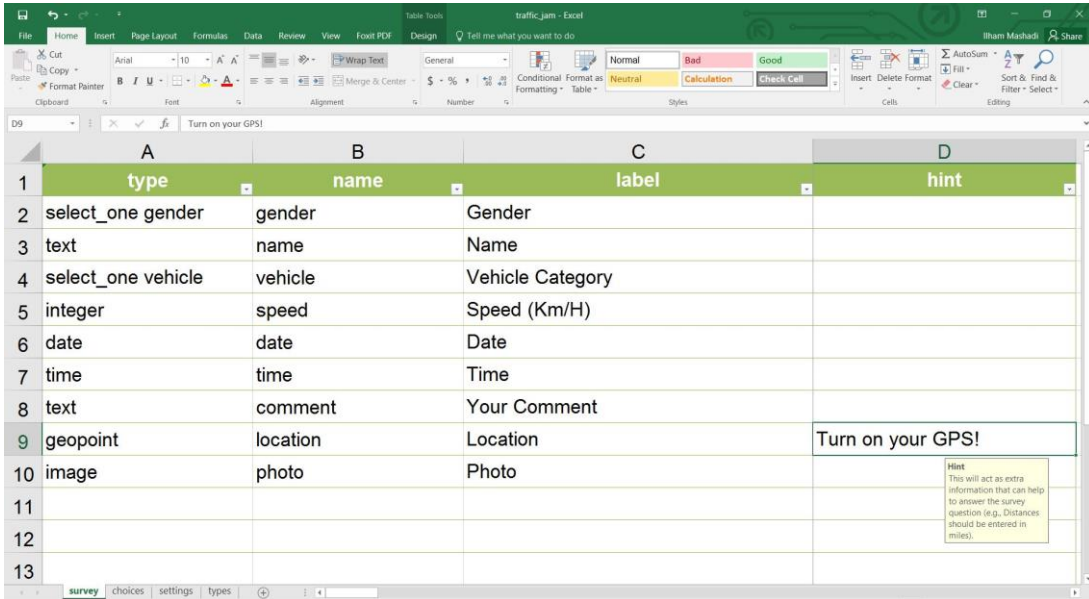 Table Tools
traffic_jam - Excel
File Home Insert Page Layout Formulas Data Review View Foxit PDF Design Tell me what you want to do Ilham Mashadi Share
Cut Arial 10 Wrap Text General Normal Bad Good AutoSum
Copy Fill
Paste Format Painter B I U Merge & Center $ % , Conditional Formatting Format as Table Neutral Calculation Check Cell Insert Delete Format Clear Sort & Filter Find & Select
Clipboard Font Alignment Number Styles Cells Editing
D9 fx Turn on your GPS!
A B C D
1 type name label hint
2 select_one gender gender Gender
3 text name Name
4 select_one vehicle vehicle Vehicle Category
5 integer speed Speed (Km/H)
6 date date Date
7 time time Time
8 text comment Your Comment
9 geopoint location Location Turn on your GPS!
10 image photo Photo
Hint
This will act as extra
information that can help
to answer the survey
question (e.g., Distances
should be entered in
miles).
11
12
13
survey choices settings types